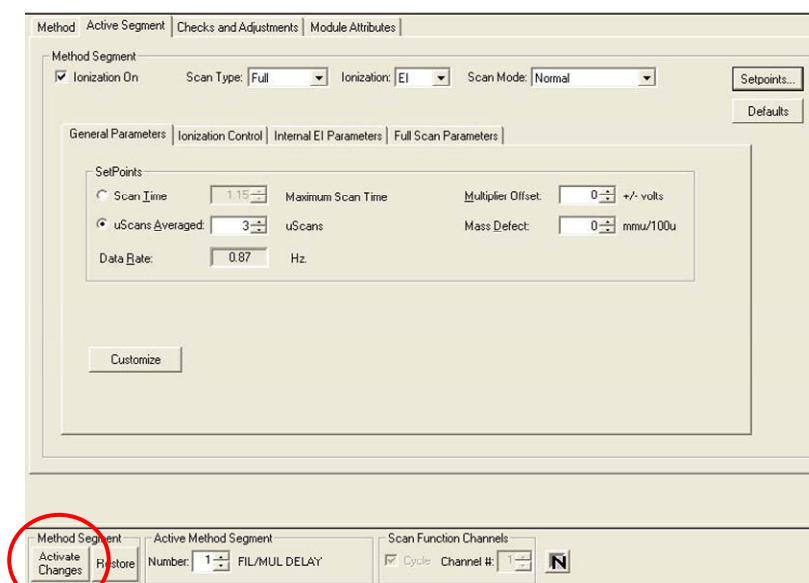 Method Active Segment Checks and Adjustments Module Attributes
Method Segment
Ionization On Scan Type: Full Ionization: EI Scan Mode: Normal Setpoints...
Defaults
General Parameters Ionization Control Internal EI Parameters Full Scan Parameters
SetPoints
Scan Time 1.15 Maximum Scan Time Multiplier Offset: 0 +/- volts
uScans Averaged: 3 uScans Mass Defect: 0 mmu/100u
Data Rate: 0.87 Hz.
Customize
Method Segment Active Method Segment Scan Function Channels
Activate Changes Restore Number: 1 FIL/MUL DELAY Cycle Channel #: 1 N